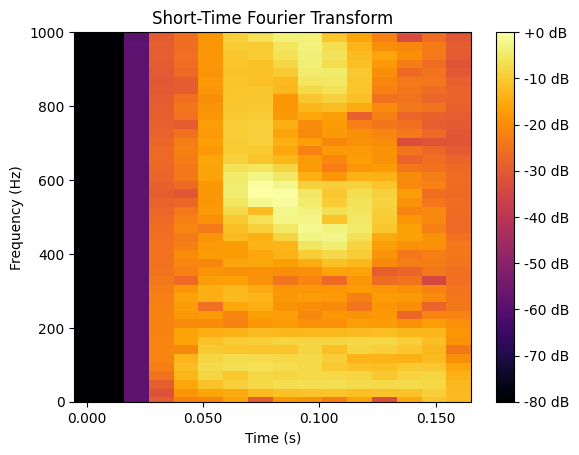 Short-Time Fourier Transform
1000
800
600
400
200
0
Frequency (Hz)
0.000
0.050
0.100
0.150
Time (s)
+0 dB
-10 dB
-20 dB
-30 dB
-40 dB
-50 dB
-60 dB
-70 dB
-80 dB